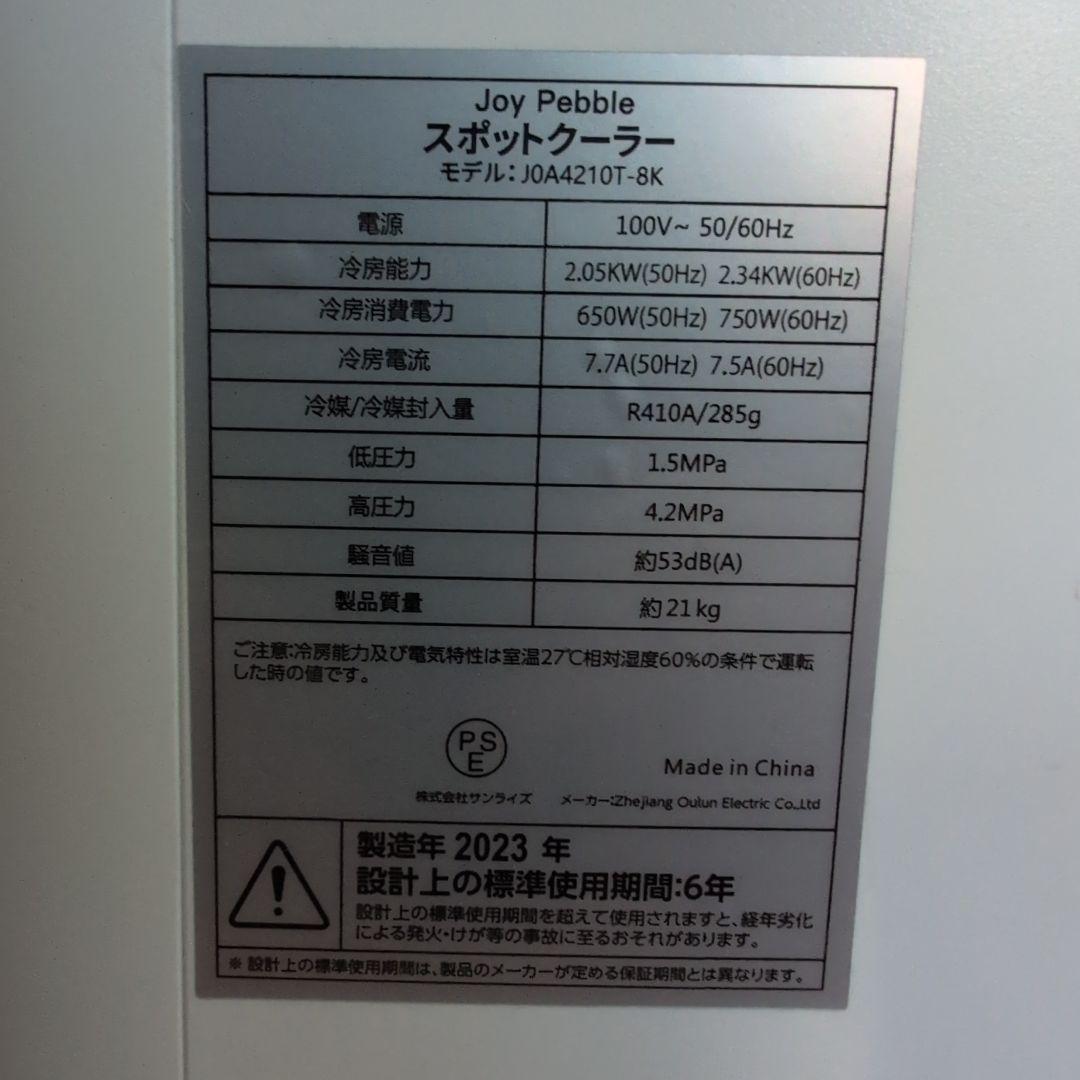 Joy Pebble
スポットクーラー
モデル:J0A4210T-8K
電源 100V~ 50/60Hz
冷房能力 2.05KW(50Hz) 2.34KW(60Hz)
冷房消費電力 650W(50Hz) 750W(60Hz)
冷房電流 7.7A(50Hz) 7.5A(60Hz)
冷媒/冷媒封入量 R410A/285g
低圧力 1.5MPa
高圧力 4.2MPa
騒音値 約53dB(A)
製品質量 約21kg
ご注意:冷房能力及び電気特性は室温27℃相対湿度60%の条件で運転
した時の値です。
PSE
Made in China
株式会社サンライズ メーカー:Zhejiang Oulun Electric Co.,Ltd
製造年 2023 年
設計上の標準使用期間:6年
設計上の標準使用期間を超えて使用されますと、経年劣化
による発火・けが等の事故に至るおそれがあります。
※ 設計上の標準使用期間は、製品のメーカーが定める保証期間とは異なります。